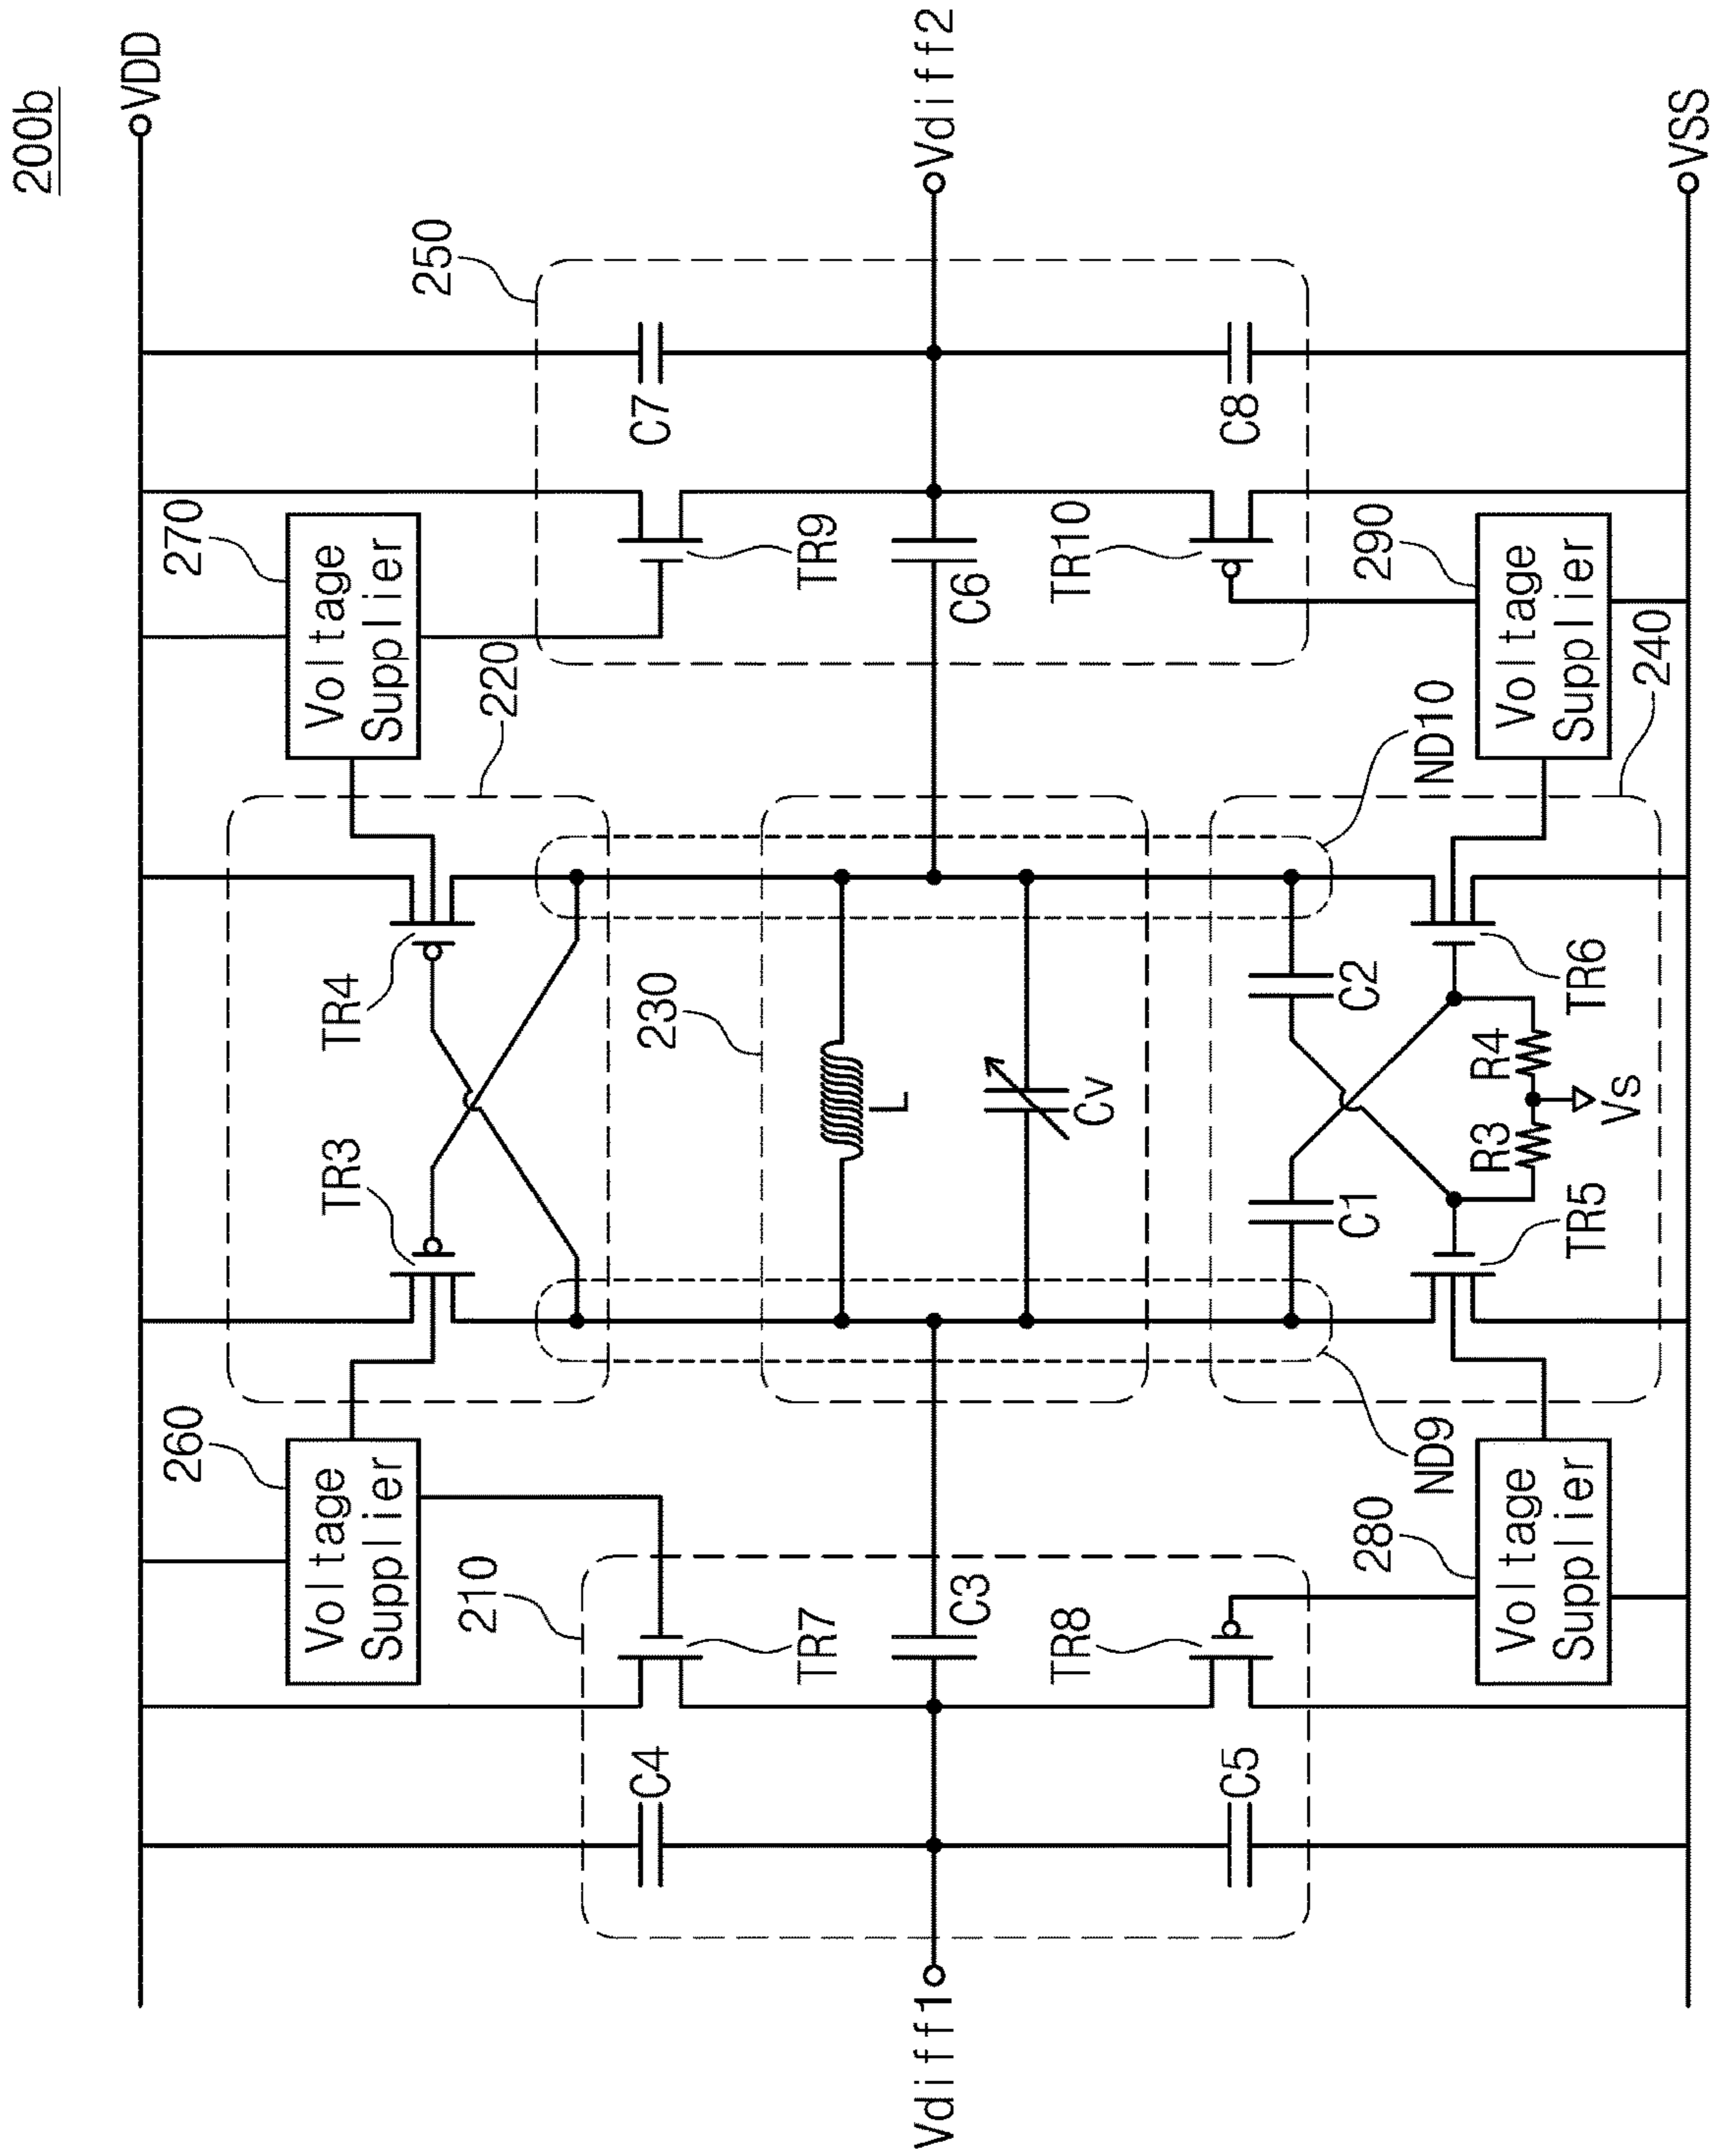 200b
VDD
260
Voltage
Supplier
270
Voltage
Supplier
220
TR3
TR4
210
C4
TR7
250
TR9
C7
230
L
Cv
Vdiff1
C3
C6
Vdiff2
C5
TR8
TR10
C8
C1
C2
ND9
ND10
280
Voltage
Supplier
TR5
R3
R4
Vs
TR6
290
Voltage
Supplier
240
VSS